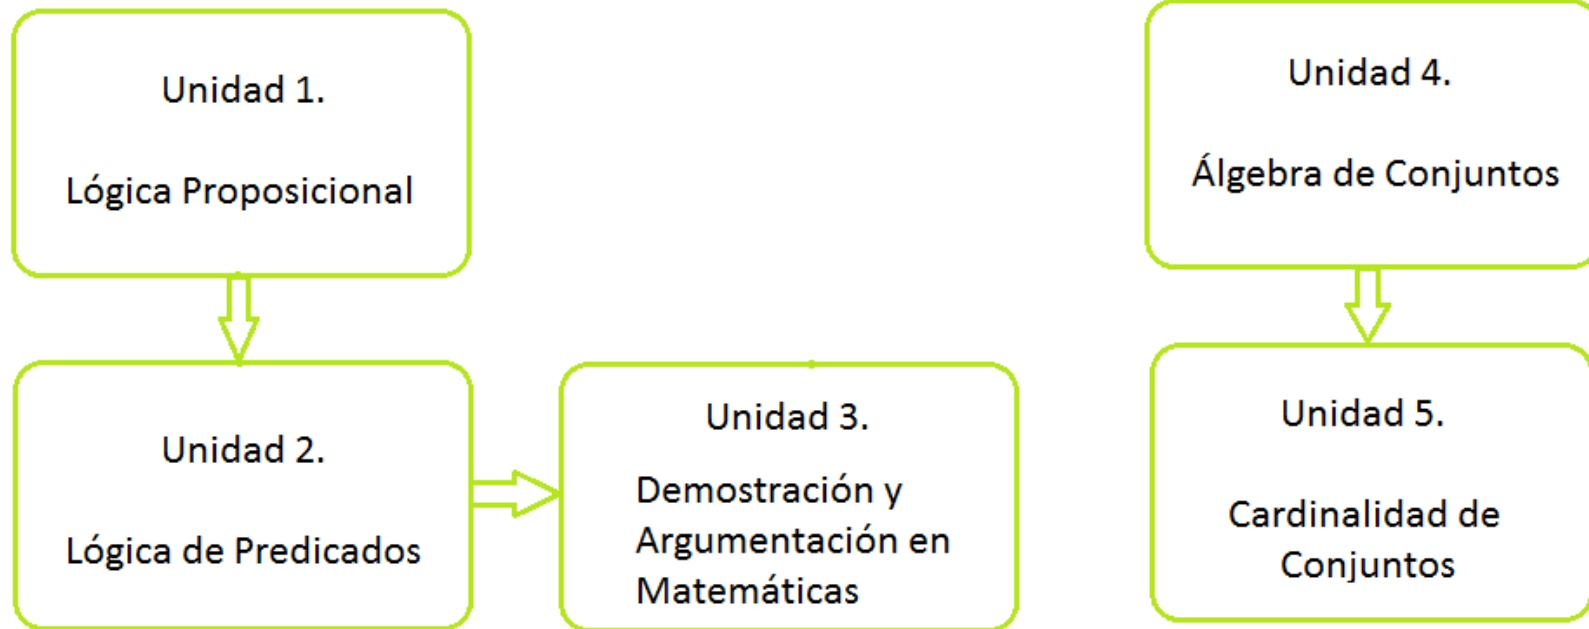 Unidad 1.
Lógica Proposicional
Unidad 2.
Lógica de Predicados
Unidad 3.
Demostración y
Argumentación en
Matemáticas
Unidad 4.
Álgebra de Conjuntos
Unidad 5.
Cardinalidad de
Conjuntos